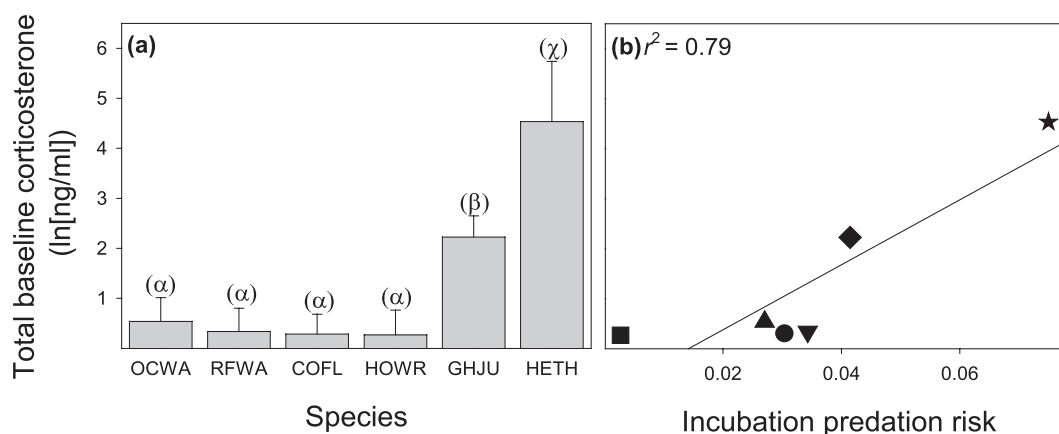 Total baseline corticosterone
(ln[ng/ml])
(a)
6
5
4
3
2
1
(α)
(α)
(α)
(α)
(β)
(χ)
OCWA RFWA COFL HOWR GHJU HETH
Species
(b) r² = 0.79
0.02 0.04 0.06
Incubation predation risk